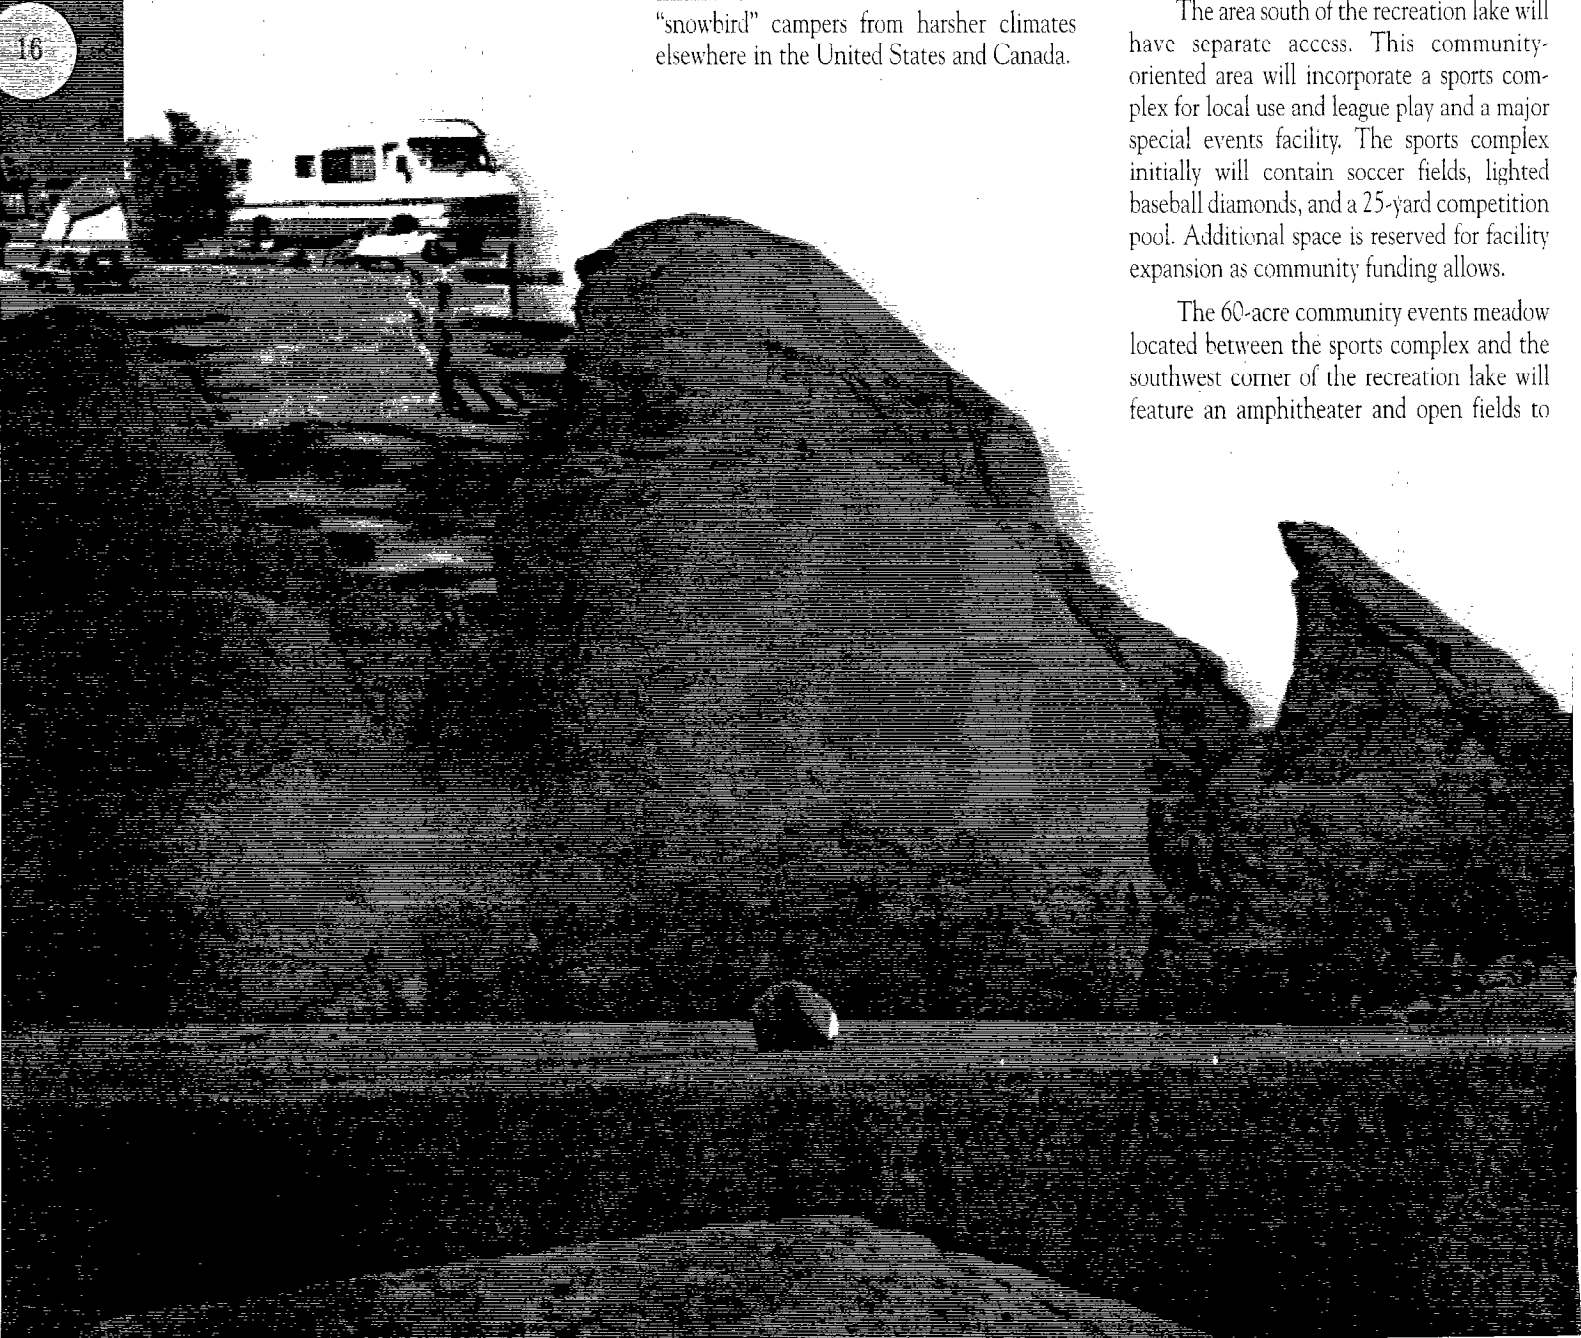 16
“snowbird” campers from harsher climates
elsewhere in the United States and Canada.
The area south of the recreation lake will
have separate access. This community-
oriented area will incorporate a sports com-
plex for local use and league play and a major
special events facility. The sports complex
initially will contain soccer fields, lighted
baseball diamonds, and a 25-yard competition
pool. Additional space is reserved for facility
expansion as community funding allows.
The 60-acre community events meadow
located between the sports complex and the
southwest corner of the recreation lake will
feature an amphitheater and open fields to